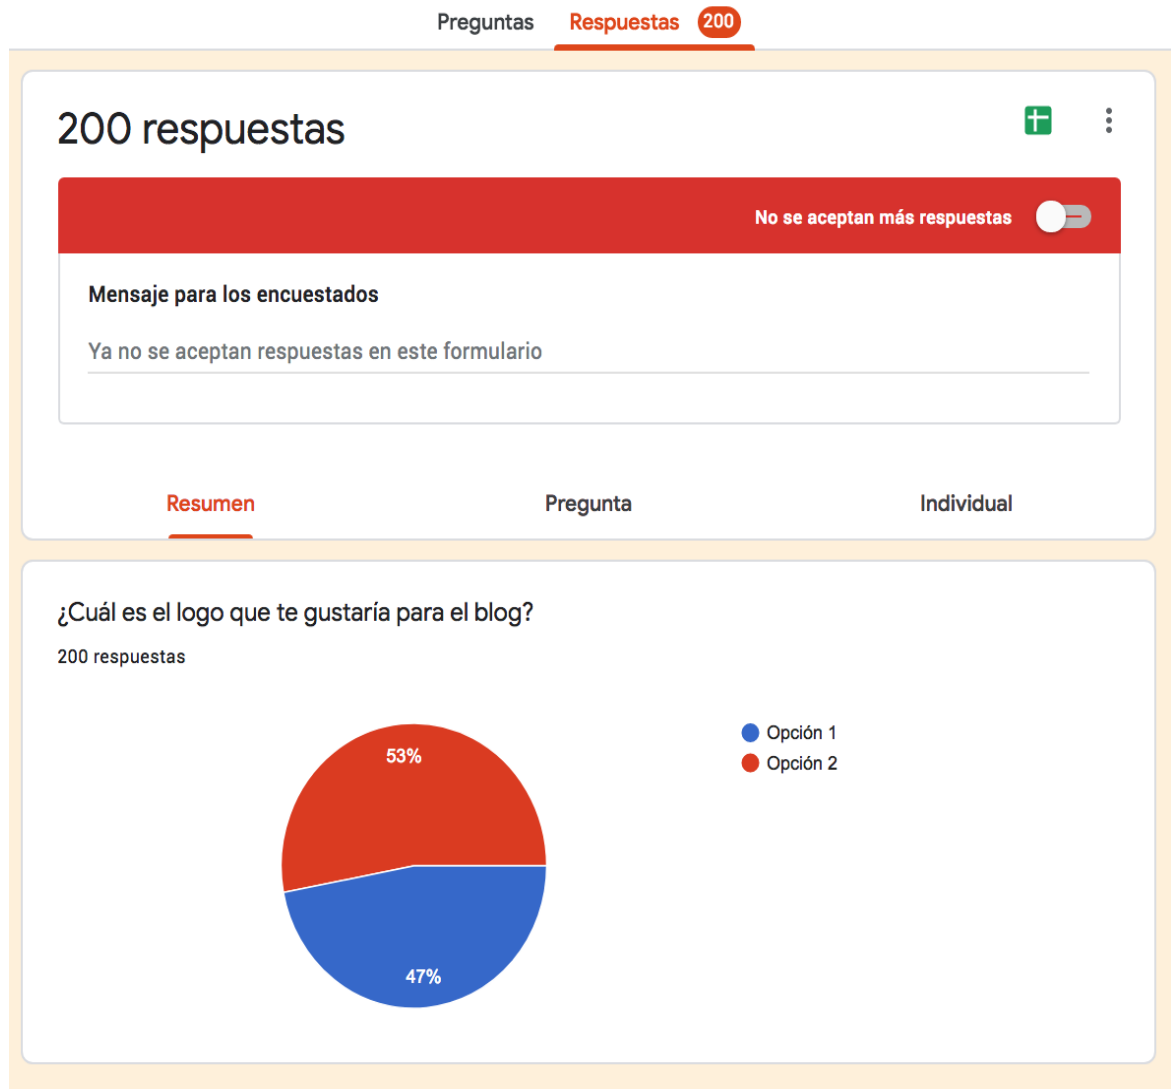 Preguntas Respuestas 200
200 respuestas
No se aceptan más respuestas
Mensaje para los encuestados
Ya no se aceptan respuestas en este formulario
Resumen Pregunta Individual
¿Cuál es el logo que te gustaría para el blog?
200 respuestas
53%
47%
Opción 1
Opción 2